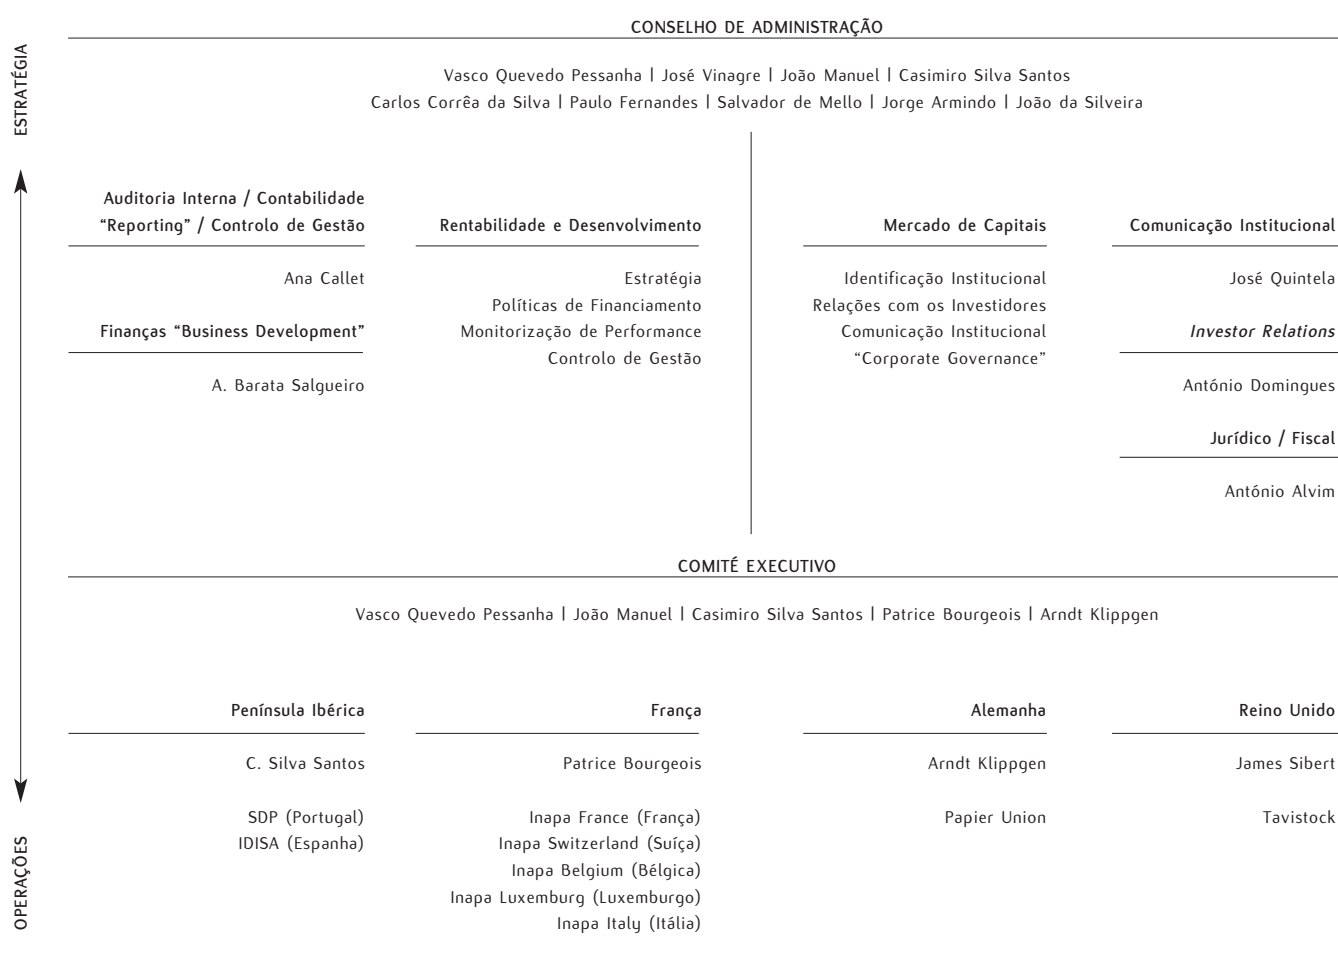 CONSELHO DE ADMINISTRAÇÃO
ESTRATÉGIA
Vasco Quevedo Pessanha | José Vinagre | João Manuel | Casimiro Silva Santos
Carlos Corrêa da Silva | Paulo Fernandes | Salvador de Mello | Jorge Armindo | João da Silveira
Auditoria Interna / Contabilidade
“Reporting” / Controlo de Gestão
Ana Callet
Finanças “Business Development”
A. Barata Salgueiro
Rentabilidade e Desenvolvimento
Estratégia
Políticas de Financiamento
Monitorização de Performance
Controlo de Gestão
Mercado de Capitais
Identificação Institucional
Relações com os Investidores
Comunicação Institucional
“Corporate Governance”
Comunicação Institucional
José Quintela
Investor Relations
António Domingues
Jurídico / Fiscal
António Alvim
COMITÉ EXECUTIVO
Vasco Quevedo Pessanha | João Manuel | Casimiro Silva Santos | Patrice Bourgeois | Arndt Klippgen
Península Ibérica
C. Silva Santos
SDP (Portugal)
IDISA (Espanha)
França
Patrice Bourgeois
Inapa France (França)
Inapa Switzerland (Suíça)
Inapa Belgium (Bélgica)
Inapa Luxemburg (Luxemburgo)
Inapa Italy (Itália)
Alemanha
Arndt Klippgen
Papier Union
Reino Unido
James Sibert
Tavistock
OPERAÇÕES